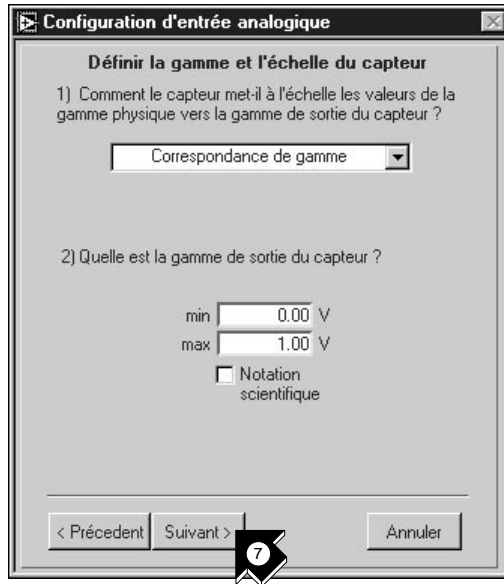 Configuration d'entrée analogique
Définir la gamme et l'échelle du capteur
1) Comment le capteur met-il à l'échelle les valeurs de la
gamme physique vers la gamme de sortie du capteur ?
Correspondance de gamme
2) Quelle est la gamme de sortie du capteur ?
min 0.00 V
max 1.00 V
Notation
scientifique
< Précedent Suivant > Annuler
7